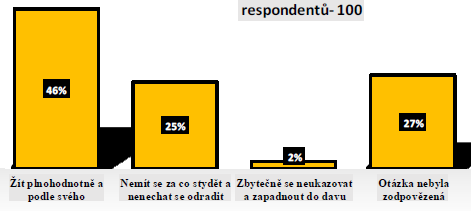 respondentů- 100
46%
25%
2%
27%
Žít plnohodnotně a
podle svého
Nemít se za co stydět a
nenechat se odradit
Zbytečně se neukazovat
a zapadnout do davu
Otázka nebyla
zodpovězená